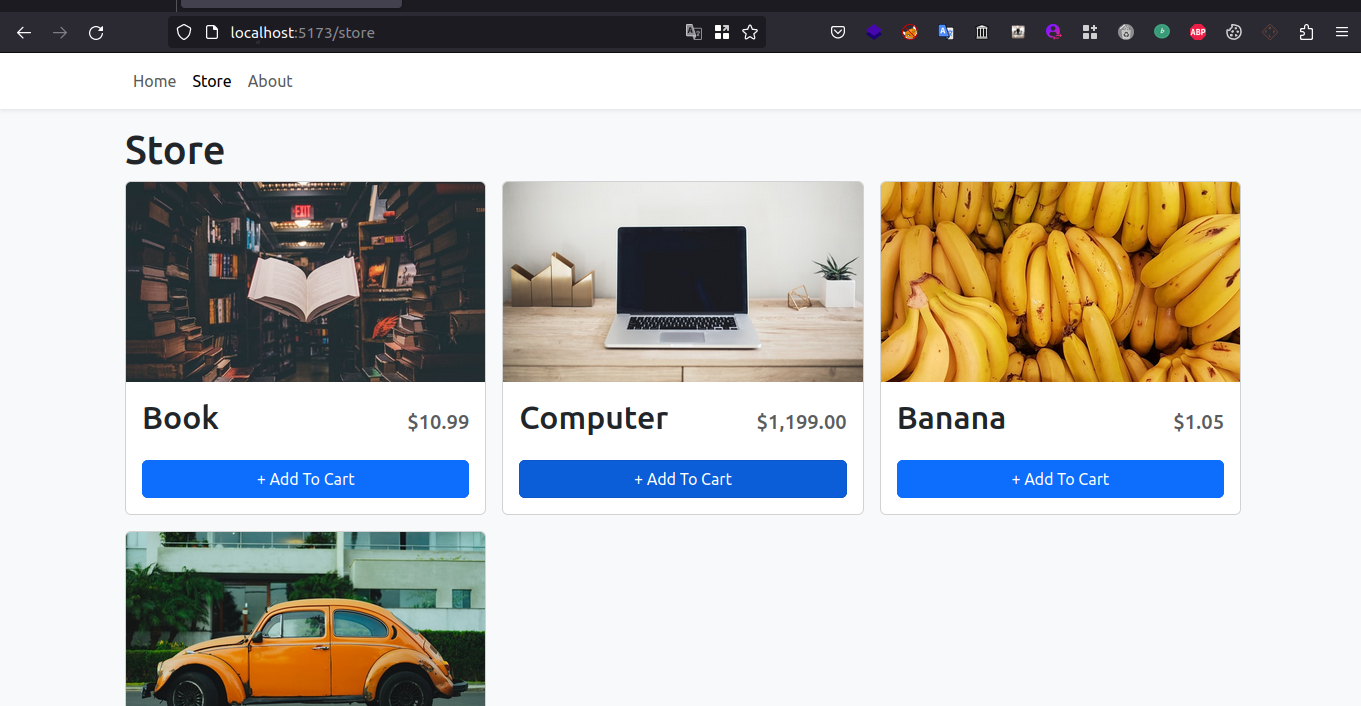 localhost:5173/store
ABP
Home Store About
Store
EXIT
Book $10.99
+ Add To Cart
Computer $1,199.00
+ Add To Cart
Banana $1.05
+ Add To Cart